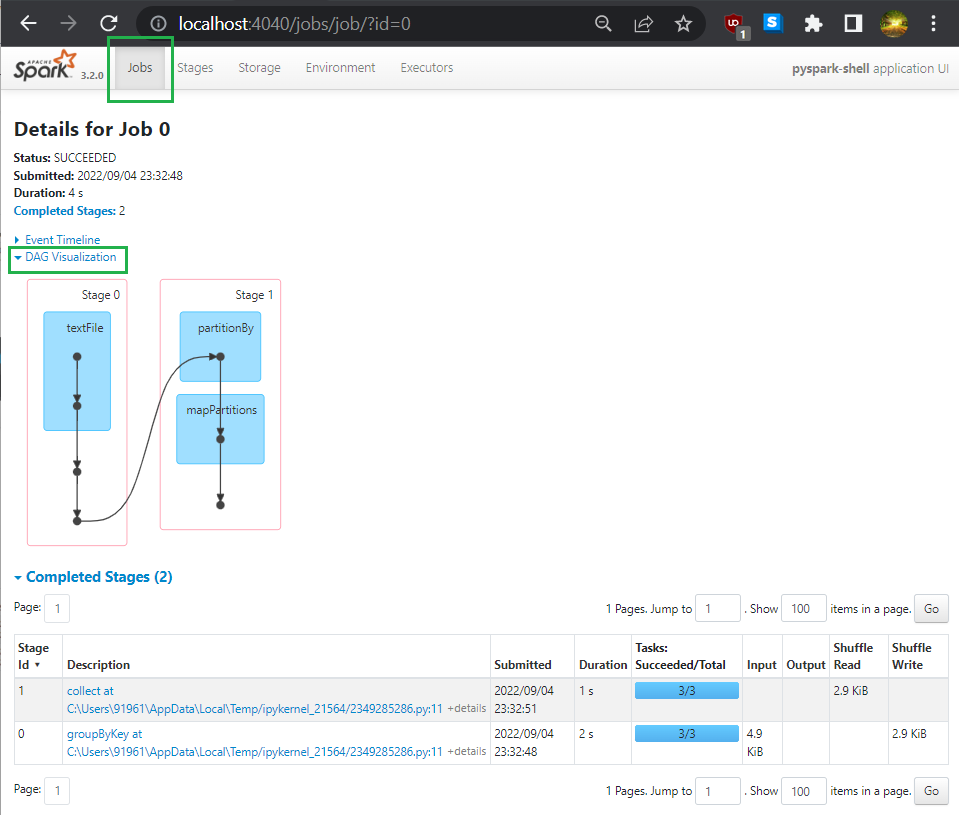 localhost:4040/jobs/job/?id=0
UD
1
S
APACHE
Spark 3.2.0 Jobs Stages Storage Environment Executors pyspark-shell application UI
Details for Job 0
Status: SUCCEEDED
Submitted: 2022/09/04 23:32:48
Duration: 4 s
Completed Stages: 2
Event Timeline
DAG Visualization
Stage 0 Stage 1
textFile partitionBy
mapPartitions
Completed Stages (2)
Page: 1 1 Pages. Jump to 1 . Show 100 items in a page. Go
Stage Id ▾ Description Submitted Duration Tasks: Succeeded/Total Input Output Shuffle Read Shuffle Write
1 collect at 2022/09/04 1 s 3/3 2.9 KiB
C:\Users\91961\AppData\Local\Temp/ipykernel_21564/2349285286.py:11 +details 23:32:51
0 groupByKey at 2022/09/04 2 s 3/3 4.9 2.9 KiB
C:\Users\91961\AppData\Local\Temp/ipykernel_21564/2349285286.py:11 +details 23:32:48 KiB
Page: 1 1 Pages. Jump to 1 . Show 100 items in a page. Go